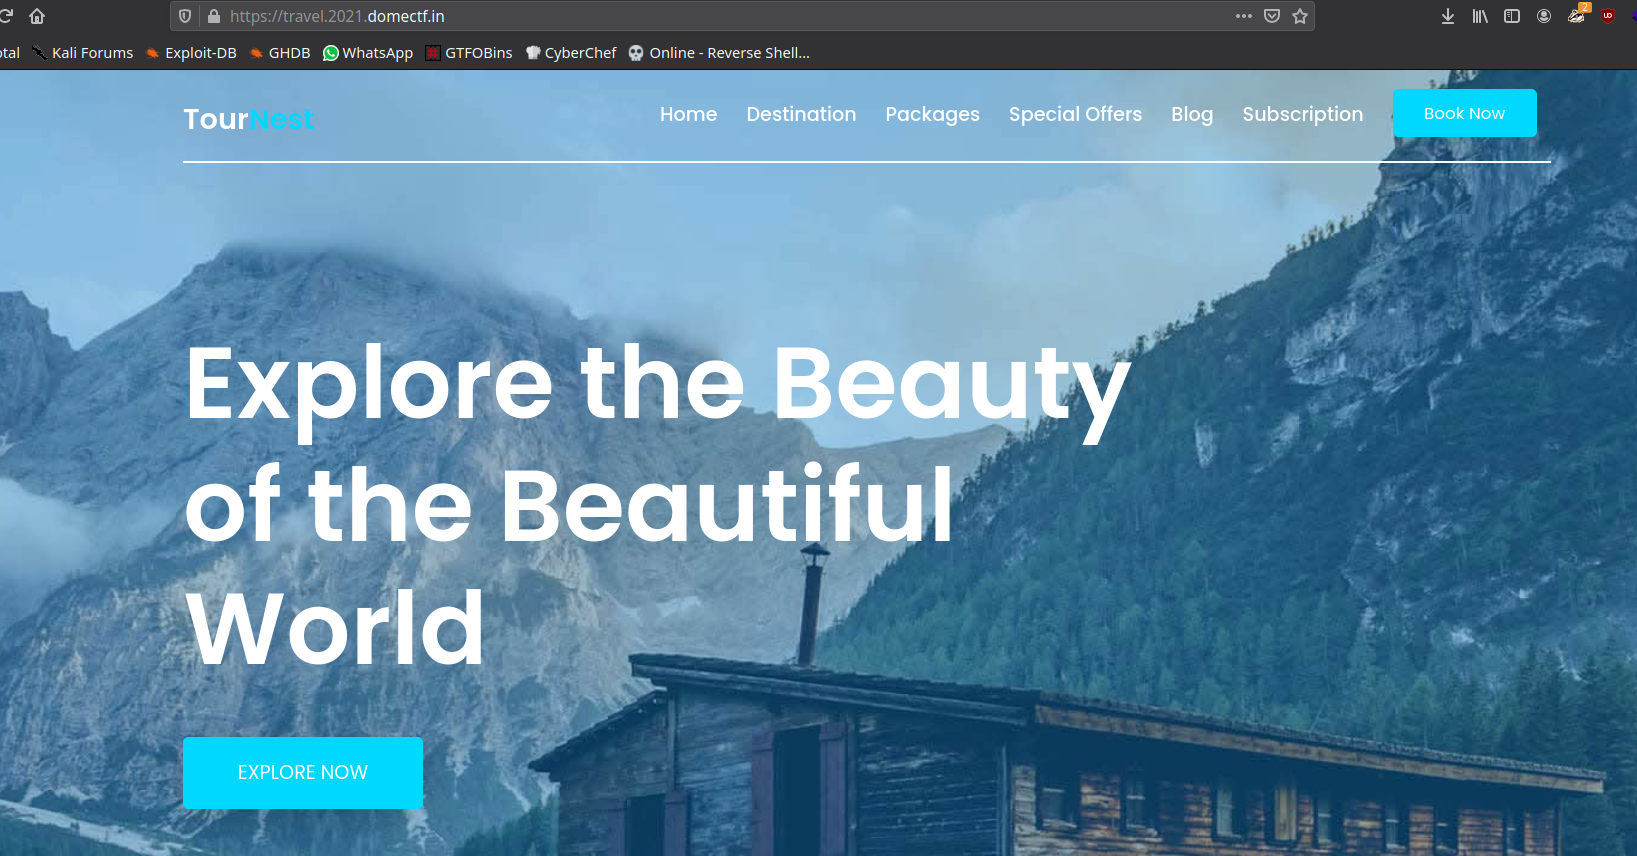 https://travel.2021.domectf.in
2
Kali Forums Exploit-DB GHDB WhatsApp GTFOBins CyberChef Online - Reverse Shell...
TourNest Home Destination Packages Special Offers Blog Subscription Book Now
Explore the Beauty
of the Beautiful
World
EXPLORE NOW